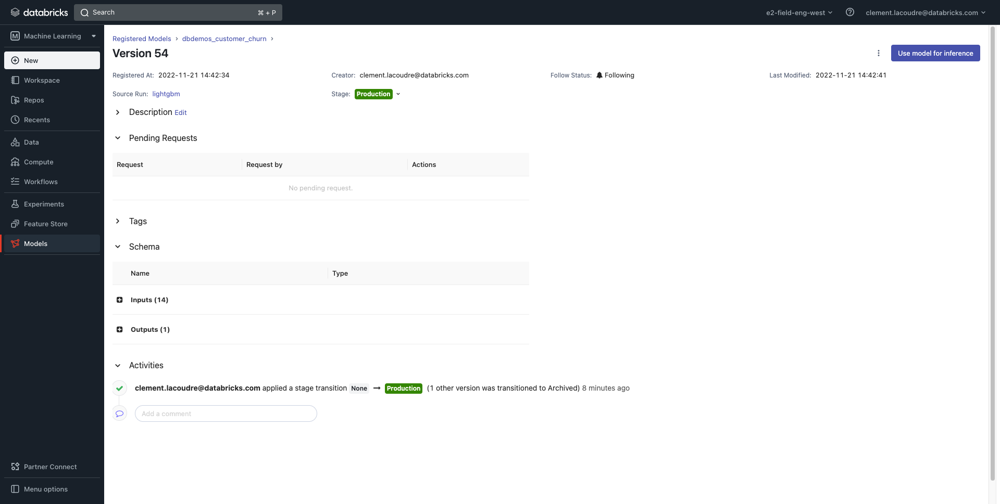 databricks
Search
⌘ + P
e2-field-eng-west
clement.lacoudre@databricks.com
M Machine Learning
New
Workspace
Repos
Recents
Data
Compute
Workflows
Experiments
Feature Store
Models
Partner Connect
Menu options
Registered Models › dbdemos_customer_churn ›
Version 54
Use model for inference
Registered At: 2022-11-21 14:42:34
Creator: clement.lacoudre@databricks.com
Follow Status: Following
Last Modified: 2022-11-21 14:42:41
Source Run: lightgbm
Stage: Production
Description Edit
Pending Requests
Request Request by Actions
No pending request.
Tags
Schema
Name Type
Inputs (14)
Outputs (1)
Activities
clement.lacoudre@databricks.com applied a stage transition None → Production (1 other version was transitioned to Archived) 8 minutes ago
Add a comment